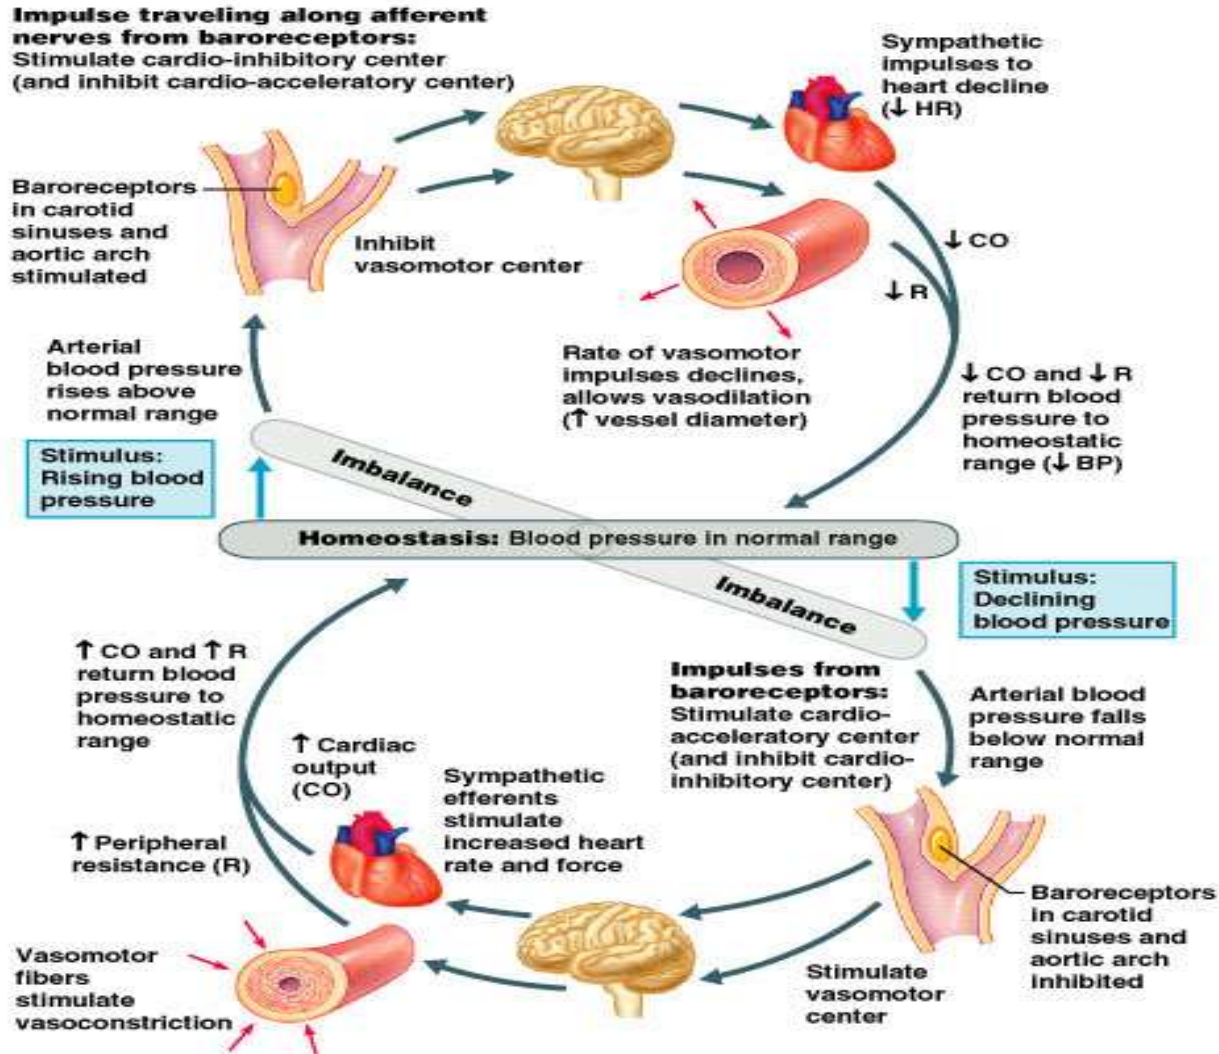 Impulse traveling along afferent
nerves from baroreceptors:
Stimulate cardio-inhibitory center
(and inhibit cardio-acceleratory center)
Sympathetic
impulses to
heart decline
(↓ HR)
Baroreceptors
in carotid
sinuses and
aortic arch
stimulated
Inhibit
vasomotor center
↓ CO
↓ R
Arterial
blood pressure
rises above
normal range
Rate of vasomotor
impulses declines,
allows vasodilation
(↑ vessel diameter)
↓ CO and ↓ R
return blood
pressure to
homeostatic
range (↓ BP)
Stimulus:
Rising blood
pressure
Imbalance
Homeostasis: Blood pressure in normal range
Imbalance
Stimulus:
Declining
blood pressure
↑ CO and ↑ R
return blood
pressure to
homeostatic
range
Impulses from
baroreceptors:
Stimulate cardio-
acceleratory center
(and inhibit cardio-
inhibitory center)
Arterial blood
pressure falls
below normal
range
↑ Cardiac
output
(CO)
Sympathetic
efferents
stimulate
increased heart
rate and force
↑ Peripheral
resistance (R)
Baroreceptors
in carotid
sinuses and
aortic arch
inhibited
Vasomotor
fibers
stimulate
vasoconstriction
Stimulate
vasomotor
center